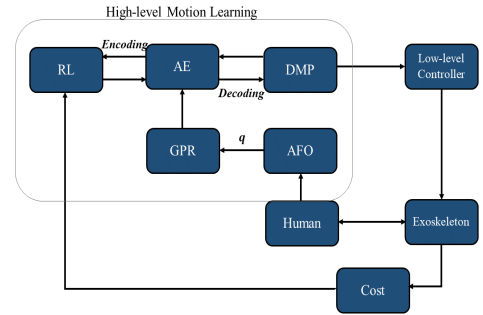 High-level Motion Learning
Encoding
RL
AE
DMP
Low-level
Controller
Decoding
GPR
q
AFO
Human
Exoskeleton
Cost